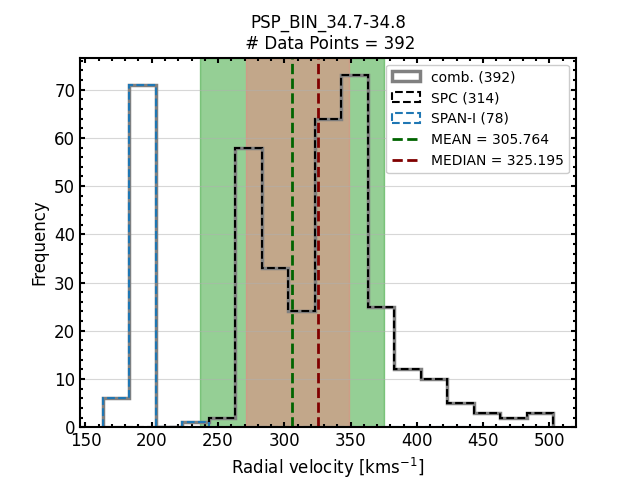 PSP_BIN_34.7-34.8
# Data Points = 392
comb. (392)
SPC (314)
SPAN-I (78)
MEAN = 305.764
MEDIAN = 325.195
Frequency
70
60
50
40
30
20
10
0
150 200 250 300 350 400 450 500
Radial velocity [kms⁻¹]